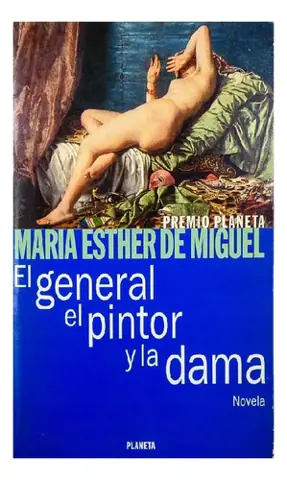 PREMIO PLANETA
MARIA ESTHER DE MIGUEL
El general
el pintor
y la dama
Novela
PLANETA